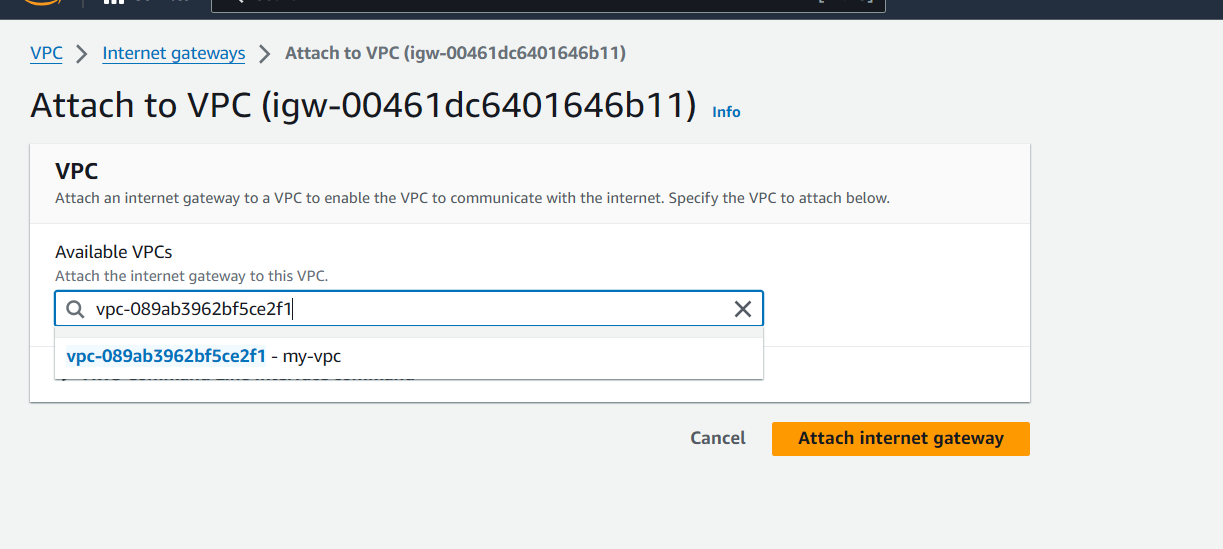 VPC > Internet gateways > Attach to VPC (igw-00461dc6401646b11)
Attach to VPC (igw-00461dc6401646b11) Info
VPC
Attach an internet gateway to a VPC to enable the VPC to communicate with the internet. Specify the VPC to attach below.
Available VPCs
Attach the internet gateway to this VPC.
vpc-089ab3962bf5ce2f1
vpc-089ab3962bf5ce2f1 - my-vpc
Cancel Attach internet gateway